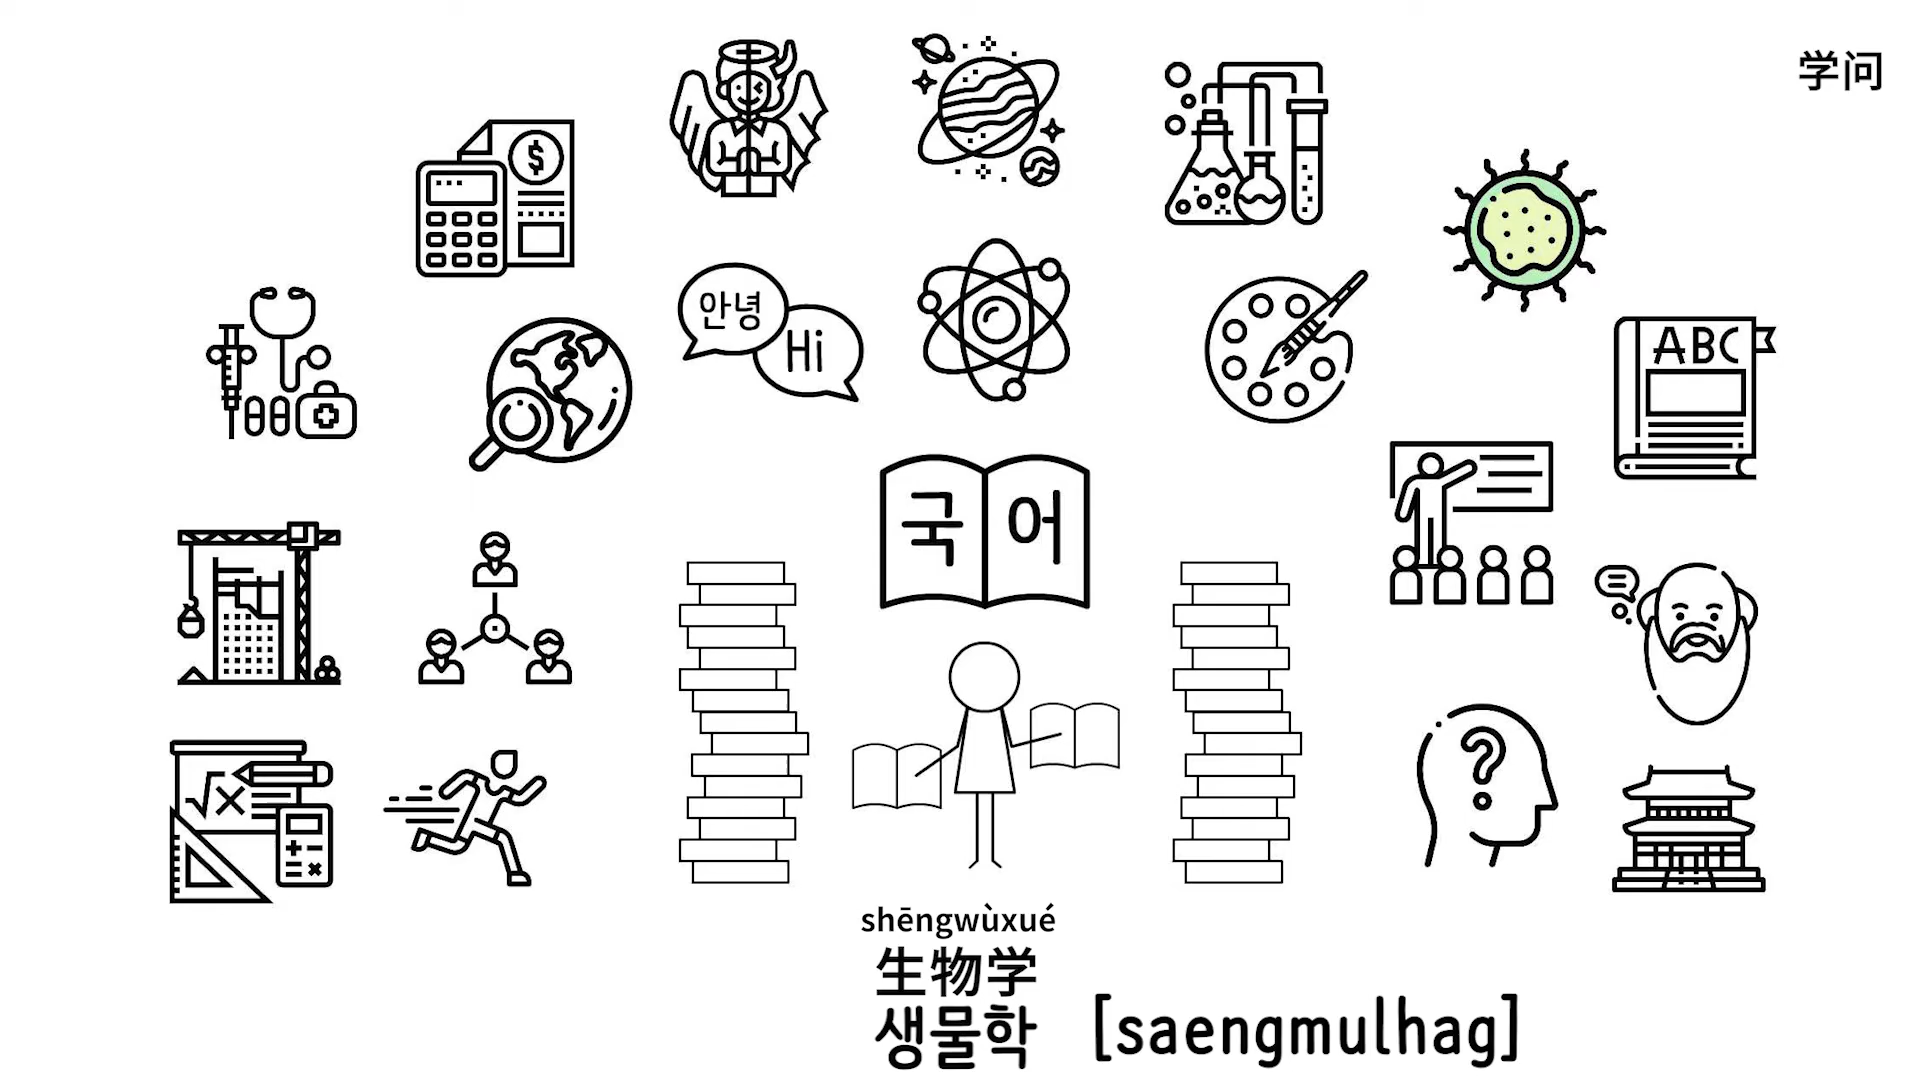 学问
$
안녕
Hi
ABC
국어
?
shēngwùxué
生物学
생물학 [saengmulhag]